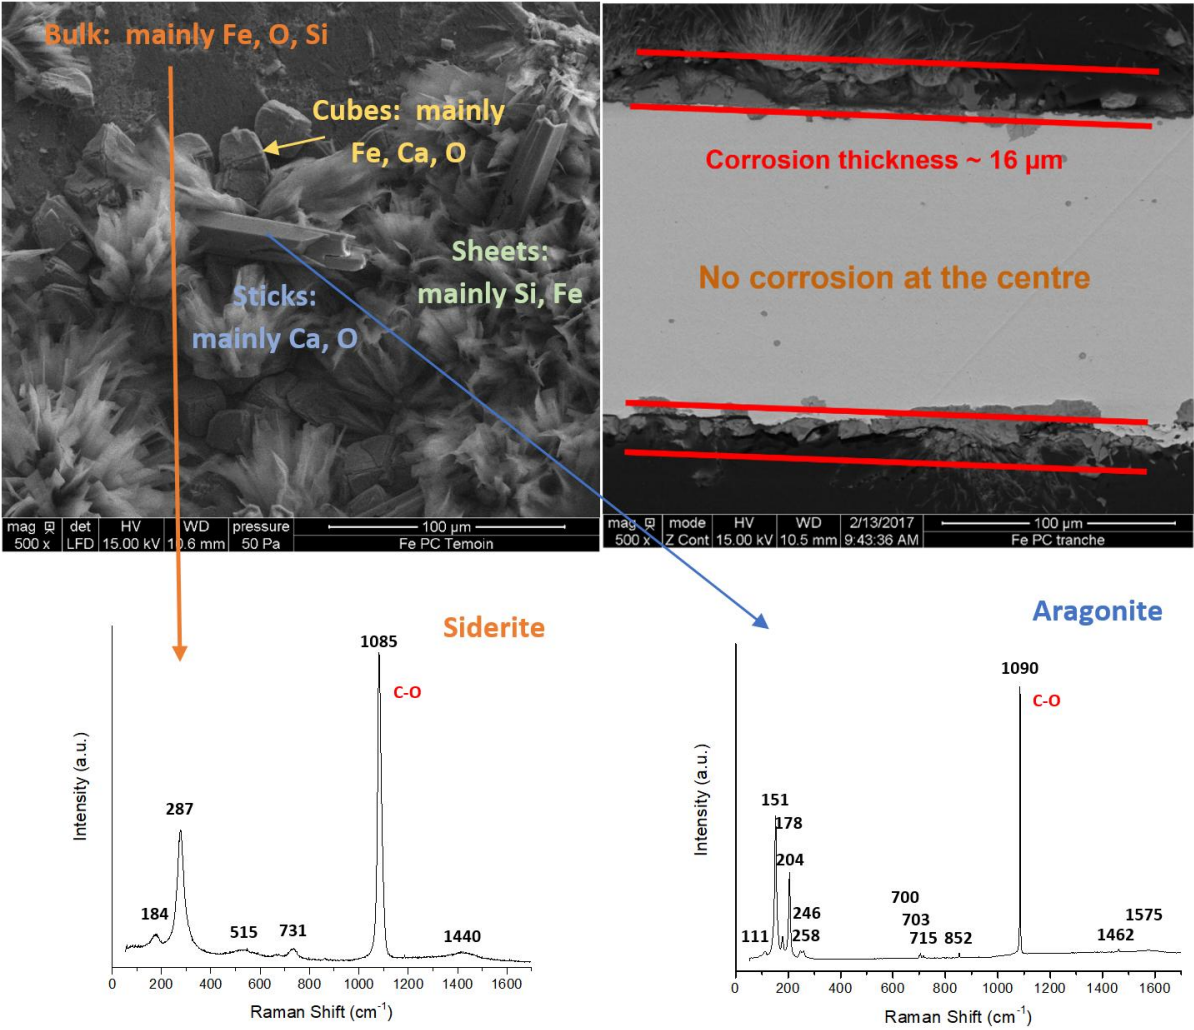 Bulk: mainly Fe, O, Si
Cubes: mainly
Fe, Ca, O
Sheets:
mainly Si, Fe
Sticks:
mainly Ca, O
mag det HV WD pressure 100 µm
500 x LFD 15.00 kV 10.6 mm 50 Pa Fe PC Temoin
Corrosion thickness ~ 16 µm
No corrosion at the centre
mag mode HV WD 2/13/2017 100 µm
500 x Z Cont 15.00 kV 10.5 mm 9:43:36 AM Fe PC tranche
Siderite
1085
C-O
287
184
515
731
1440
Intensity (a.u.)
0 200 400 600 800 1000 1200 1400 1600
Raman Shift (cm-1)
Aragonite
1090
C-O
151
178
204
111
246
258
700
703
715
852
1462
1575
Intensity (a.u.)
0 200 400 600 800 1000 1200 1400 1600
Raman Shift (cm-1)